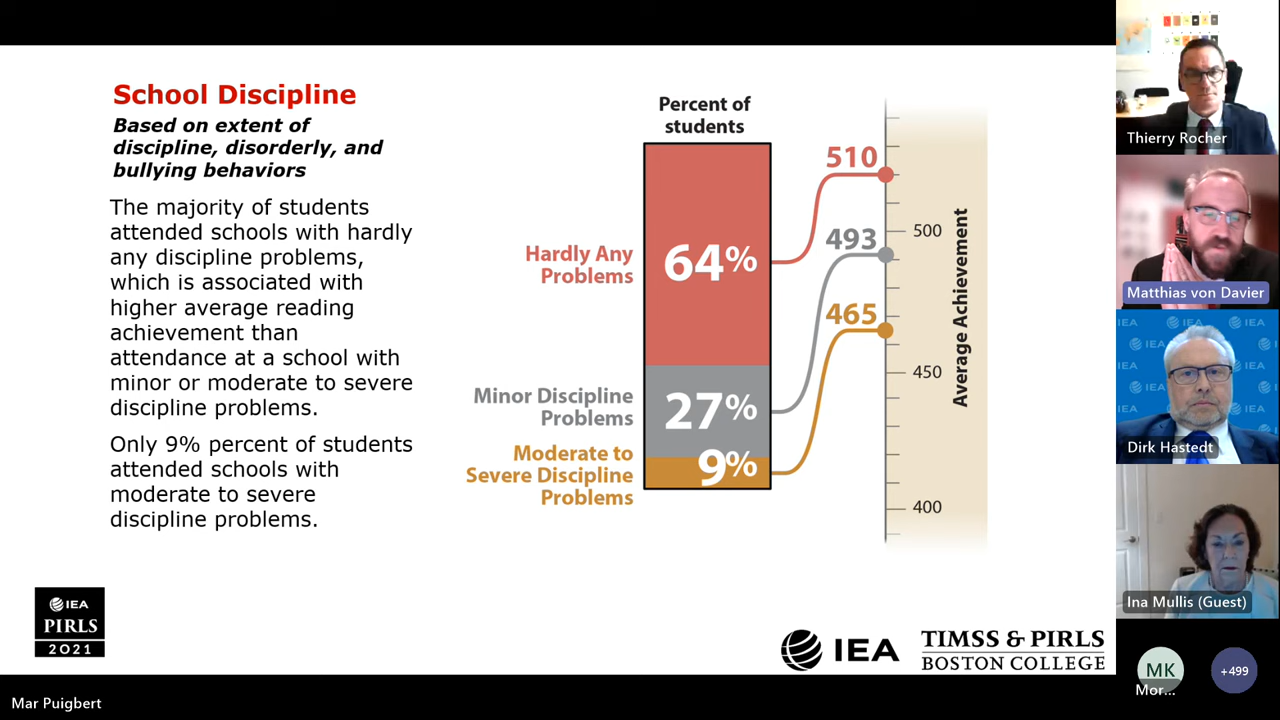 School Discipline
Based on extent of
discipline, disorderly, and
bullying behaviors
The majority of students
attended schools with hardly
any discipline problems,
which is associated with
higher average reading
achievement than
attendance at a school with
minor or moderate to severe
discipline problems.
Only 9% percent of students
attended schools with
moderate to severe
discipline problems.
Percent of
students
Hardly Any
Problems
64%
510
Minor Discipline
Problems
27%
493
Moderate to
Severe Discipline
Problems
9%
465
500
450
400
Average Achievement
IEA
PIRLS
2021
IEA
TIMSS & PIRLS
BOSTON COLLEGE
Thierry Rocher
Matthias von Davier
IEA
IEA
IEA
IEA
IEA
Dirk Hastedt
Ina Mullis (Guest)
MK
Mor...
+499
Mar Puigbert